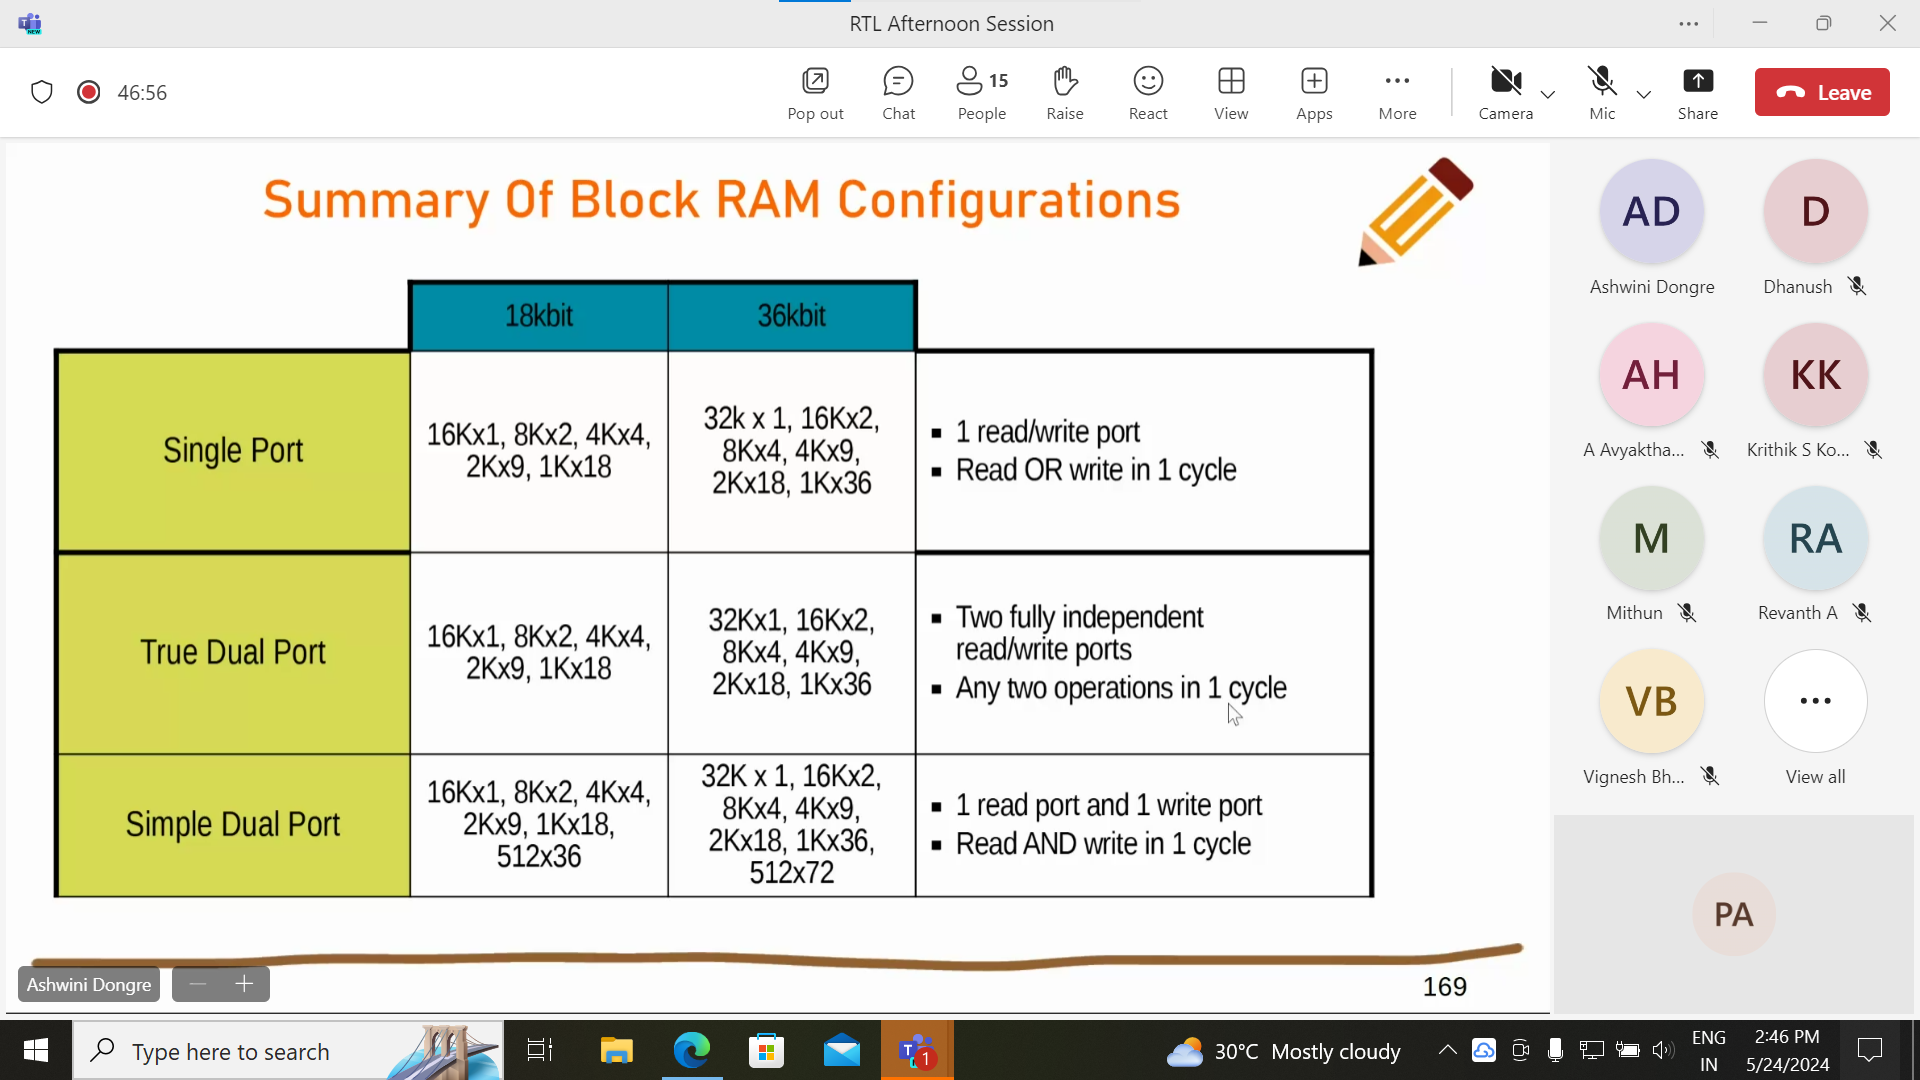 RTL Afternoon Session
NEW
46:56
Pop out
Chat
15
People
Raise
React
View
Apps
More
Camera
Mic
Share
Leave
Summary Of Block RAM Configurations
18kbit
36kbit
Single Port
16Kx1, 8Kx2, 4Kx4,
2Kx9, 1Kx18
32k x 1, 16Kx2,
8Kx4, 4Kx9,
2Kx18, 1Kx36
▪ 1 read/write port
▪ Read OR write in 1 cycle
True Dual Port
16Kx1, 8Kx2, 4Kx4,
2Kx9, 1Kx18
32Kx1, 16Kx2,
8Kx4, 4Kx9,
2Kx18, 1Kx36
▪ Two fully independent
read/write ports
▪ Any two operations in 1 cycle
Simple Dual Port
16Kx1, 8Kx2, 4Kx4,
2Kx9, 1Kx18,
512x36
32K x 1, 16Kx2,
8Kx4, 4Kx9,
2Kx18, 1Kx36,
512x72
▪ 1 read port and 1 write port
▪ Read AND write in 1 cycle
169
Ashwini Dongre
AD
Ashwini Dongre
D
Dhanush
AH
A Avyaktha...
KK
Krithik S Ko...
M
Mithun
RA
Revanth A
VB
Vignesh Bh...
View all
PA
Type here to search
1
30°C Mostly cloudy
ENG
IN
2:46 PM
5/24/2024